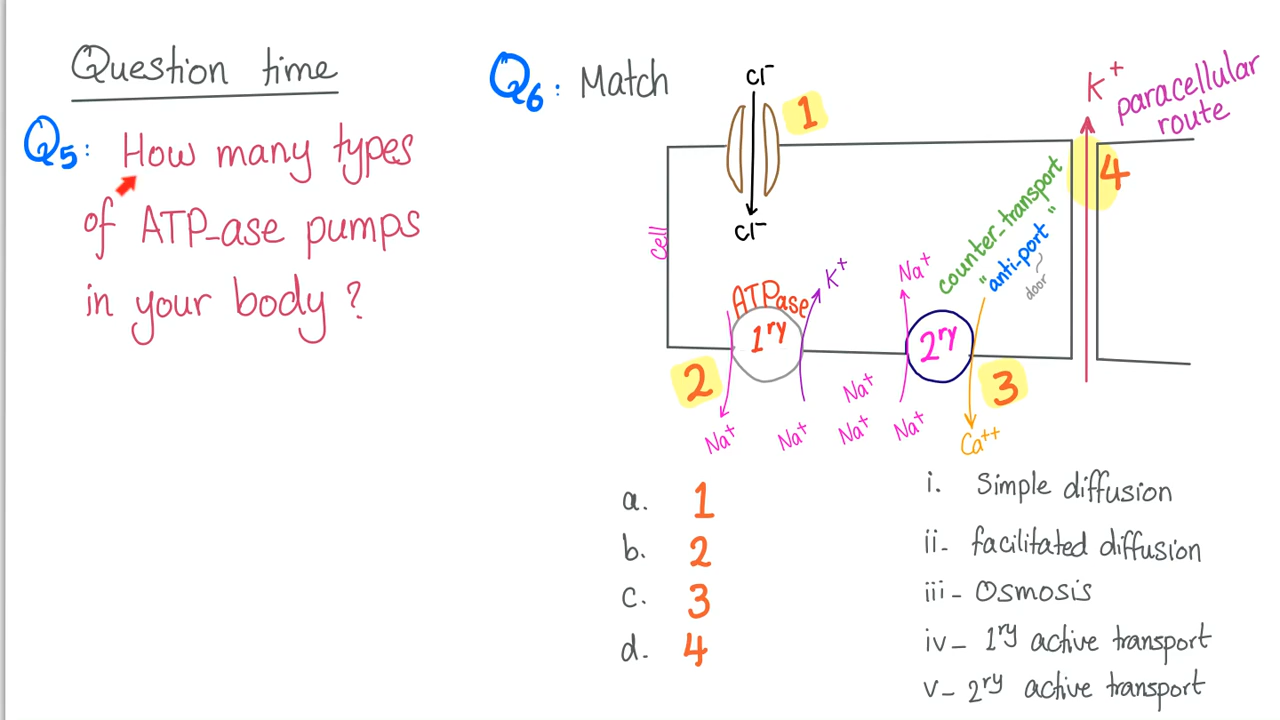 Question time
Q5: How many types
of ATP-ase pumps
in your body?
Q6: Match
Cl⁻
1
Cl⁻
cell
ATPase
1ry
K⁺
2
Na⁺
Na⁺
Na⁺
Na⁺
Na⁺
Na⁺
2ry
counter-transport
"anti-port"
door
3
Ca⁺⁺
K⁺
paracellular
route
4
a. 1
b. 2
c. 3
d. 4
i. Simple diffusion
ii- facilitated diffusion
iii- Osmosis
iv- 1ry active transport
v- 2ry active transport